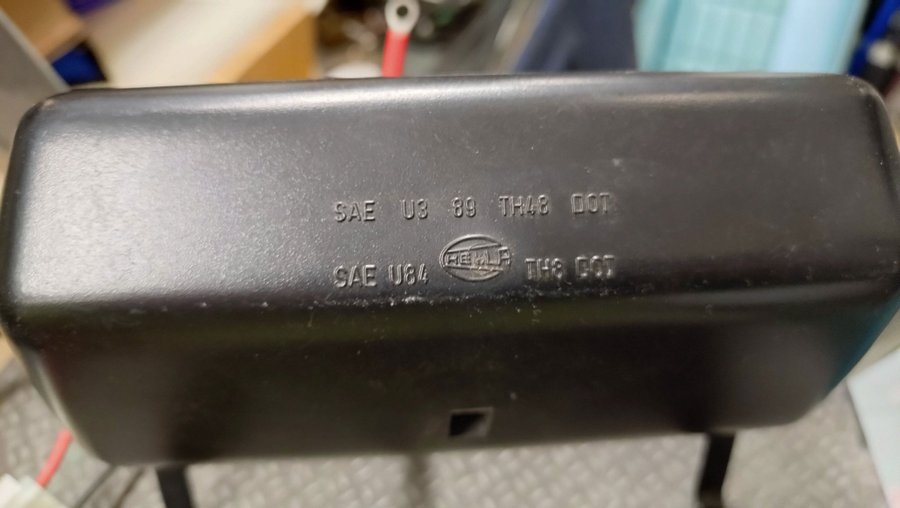 SAE U3 89 TH48 DOT
SAE U84 HELLA TH8 DOT